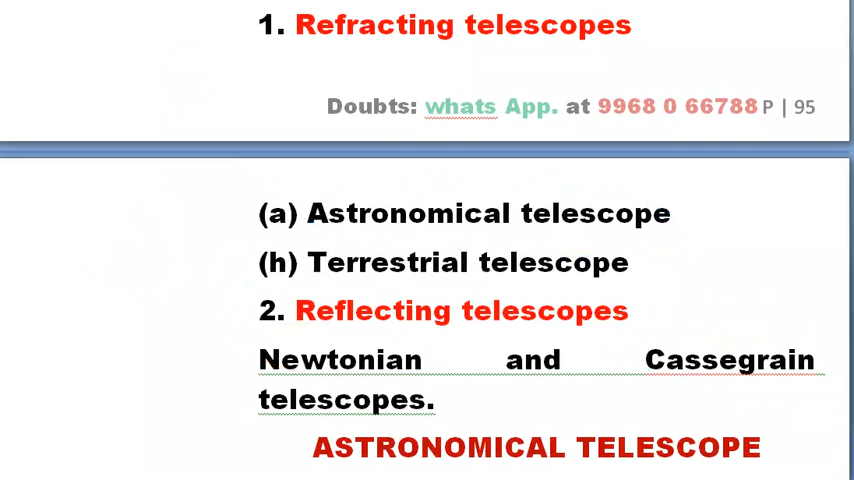 1. Refracting telescopes
Doubts: whats App. at 9968 0 66788 P | 95
(a) Astronomical telescope
(h) Terrestrial telescope
2. Reflecting telescopes
Newtonian and Cassegrain
telescopes.
ASTRONOMICAL TELESCOPE